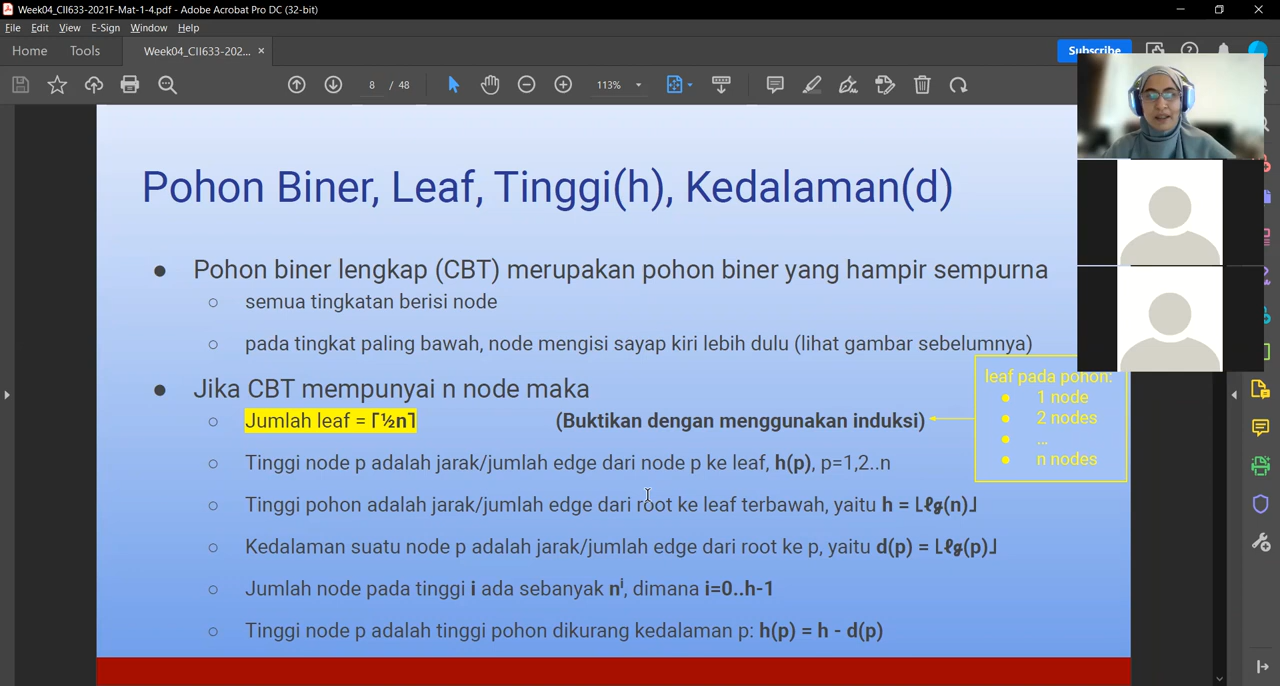 Week04_CII633-2021F-Mat-1-4.pdf - Adobe Acrobat Pro DC (32-bit)
File Edit View E-Sign Window Help
Home Tools Week04_CII633-202... × Subscribe
8 / 48 113%
Pohon Biner, Leaf, Tinggi(h), Kedalaman(d)
● Pohon biner lengkap (CBT) merupakan pohon biner yang hampir sempurna
○ semua tingkatan berisi node
○ pada tingkat paling bawah, node mengisi sayap kiri lebih dulu (lihat gambar sebelumnya)
● Jika CBT mempunyai n node maka
○ Jumlah leaf = ⌈½n⌉ (Buktikan dengan menggunakan induksi)
○ Tinggi node p adalah jarak/jumlah edge dari node p ke leaf, h(p), p=1,2..n
○ Tinggi pohon adalah jarak/jumlah edge dari root ke leaf terbawah, yaitu h = ⌊ℓℊ(n)⌋
○ Kedalaman suatu node p adalah jarak/jumlah edge dari root ke p, yaitu d(p) = ⌊ℓℊ(p)⌋
○ Jumlah node pada tinggi i ada sebanyak nⁱ, dimana i=0..h-1
○ Tinggi node p adalah tinggi pohon dikurang kedalaman p: h(p) = h - d(p)
leaf pada pohon:
● 1 node
● 2 nodes
● ...
● n nodes